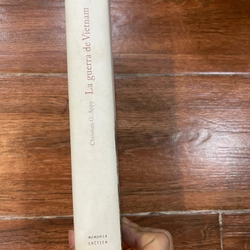 Christian G. Appy La guerra de Vietnam
MEMORIA
CRÍTICA